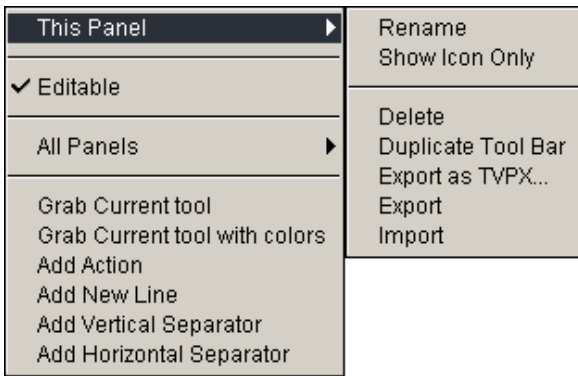 This Panel
Editable
All Panels
Grab Current tool
Grab Current tool with colors
Add Action
Add New Line
Add Vertical Separator
Add Horizontal Separator
Rename
Show Icon Only
Delete
Duplicate Tool Bar
Export as TVPX...
Export
Import